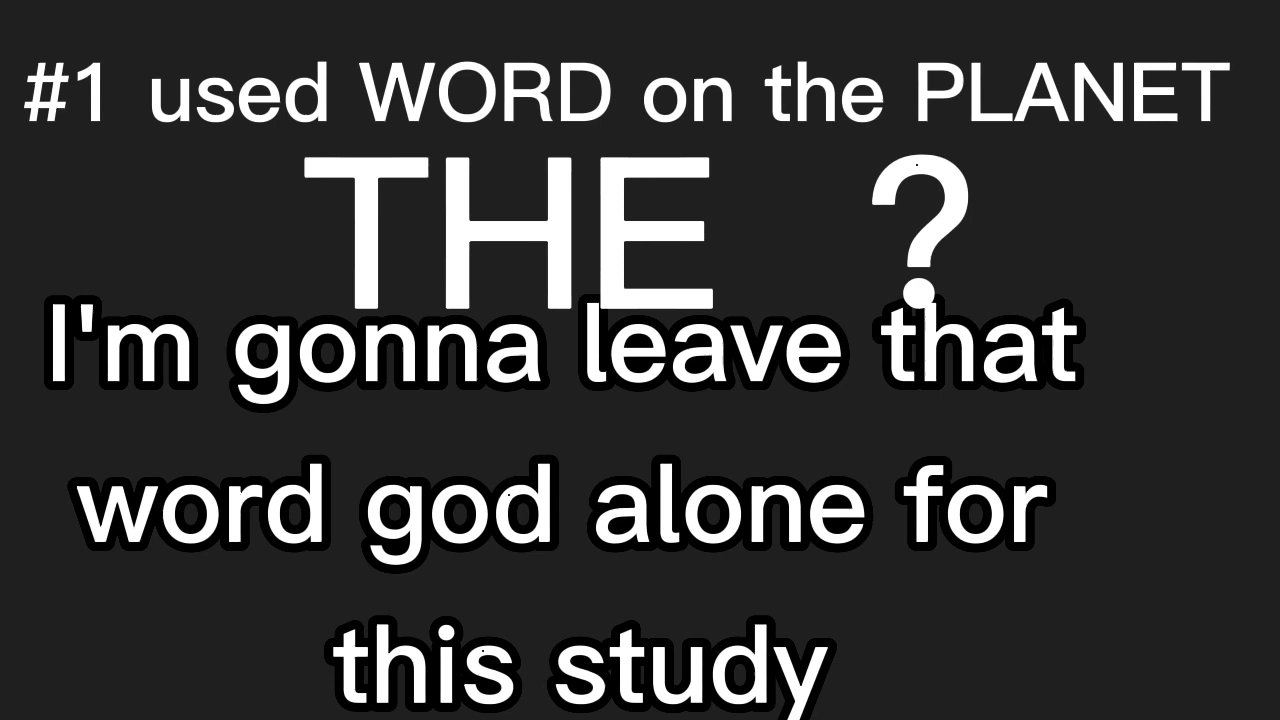 #1 used WORD on the PLANET
THE ?
I'm gonna leave that
word god alone for
this study